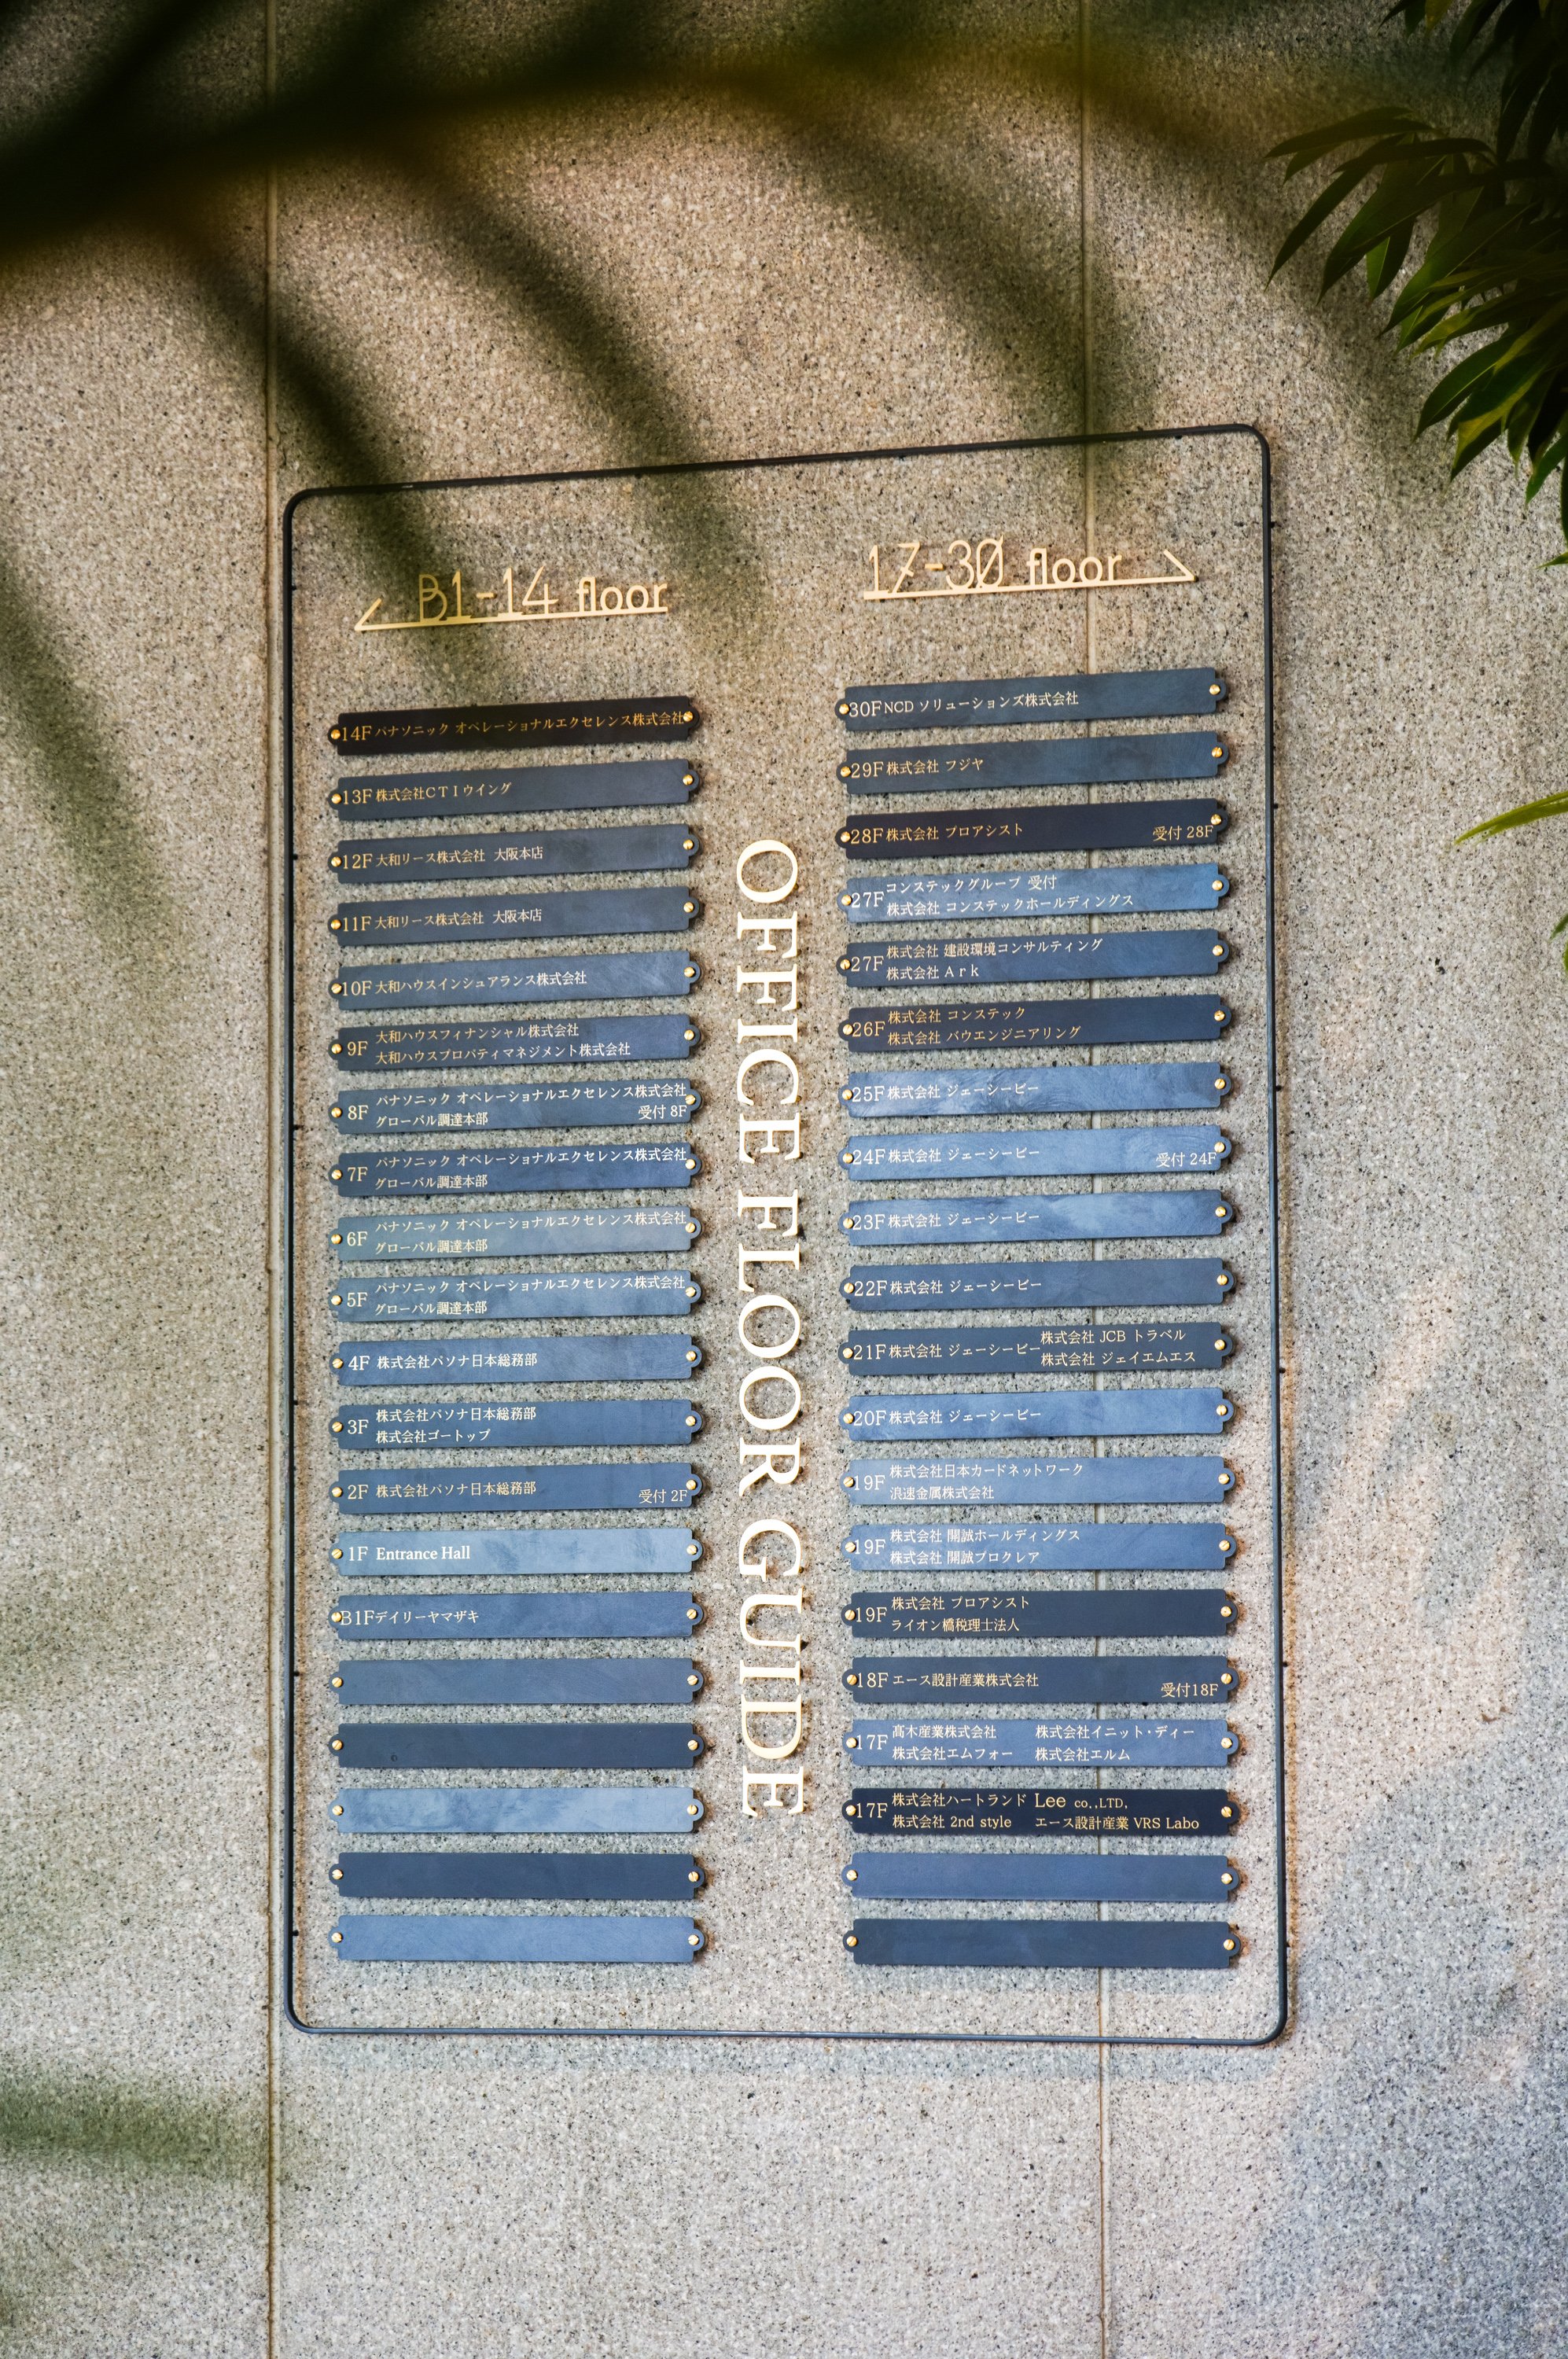 B1-14 floor
14F パナソニック オペレーショナルエクセレンス株式会社
13F 株式会社CTIウイング
12F 大和リース株式会社 大阪本店
11F 大和リース株式会社 大阪本店
10F 大和ハウスインシュアランス株式会社
9F 大和ハウスフィナンシャル株式会社
大和ハウスプロパティマネジメント株式会社
8F パナソニック オペレーショナルエクセレンス株式会社
グローバル調達本部 受付 8F
7F パナソニック オペレーショナルエクセレンス株式会社
グローバル調達本部
6F パナソニック オペレーショナルエクセレンス株式会社
グローバル調達本部
5F パナソニック オペレーショナルエクセレンス株式会社
グローバル調達本部
4F 株式会社パソナ日本総務部
3F 株式会社パソナ日本総務部
株式会社ゴートップ
2F 株式会社パソナ日本総務部 受付 2F
1F Entrance Hall
B1F デイリーヤマザキ
OFFICE FLOOR GUIDE
17-30 floor
30F NCD ソリューションズ株式会社
29F 株式会社 フジヤ
28F 株式会社 プロアシスト 受付 28F
27F コンステックグループ 受付
株式会社 コンステックホールディングス
27F 株式会社 建設環境コンサルティング
株式会社 Ark
26F 株式会社 コンステック
株式会社 バウエンジニアリング
25F 株式会社 ジェーシービー
24F 株式会社 ジェーシービー 受付 24F
23F 株式会社 ジェーシービー
22F 株式会社 ジェーシービー
21F 株式会社 ジェーシービー 株式会社 JCB トラベル
株式会社 ジェイエムエス
20F 株式会社 ジェーシービー
19F 株式会社日本カードネットワーク
浪速金属株式会社
19F 株式会社 開誠ホールディングス
株式会社 開誠プロクレア
19F 株式会社 プロアシスト
ライオン橋税理士法人
18F エース設計産業株式会社 受付18F
17F 髙木産業株式会社 株式会社イニット・ディー
株式会社エムフォー 株式会社エルム
17F 株式会社ハートランド Lee co.,LTD,
株式会社 2nd style エース設計産業 VRS Labo